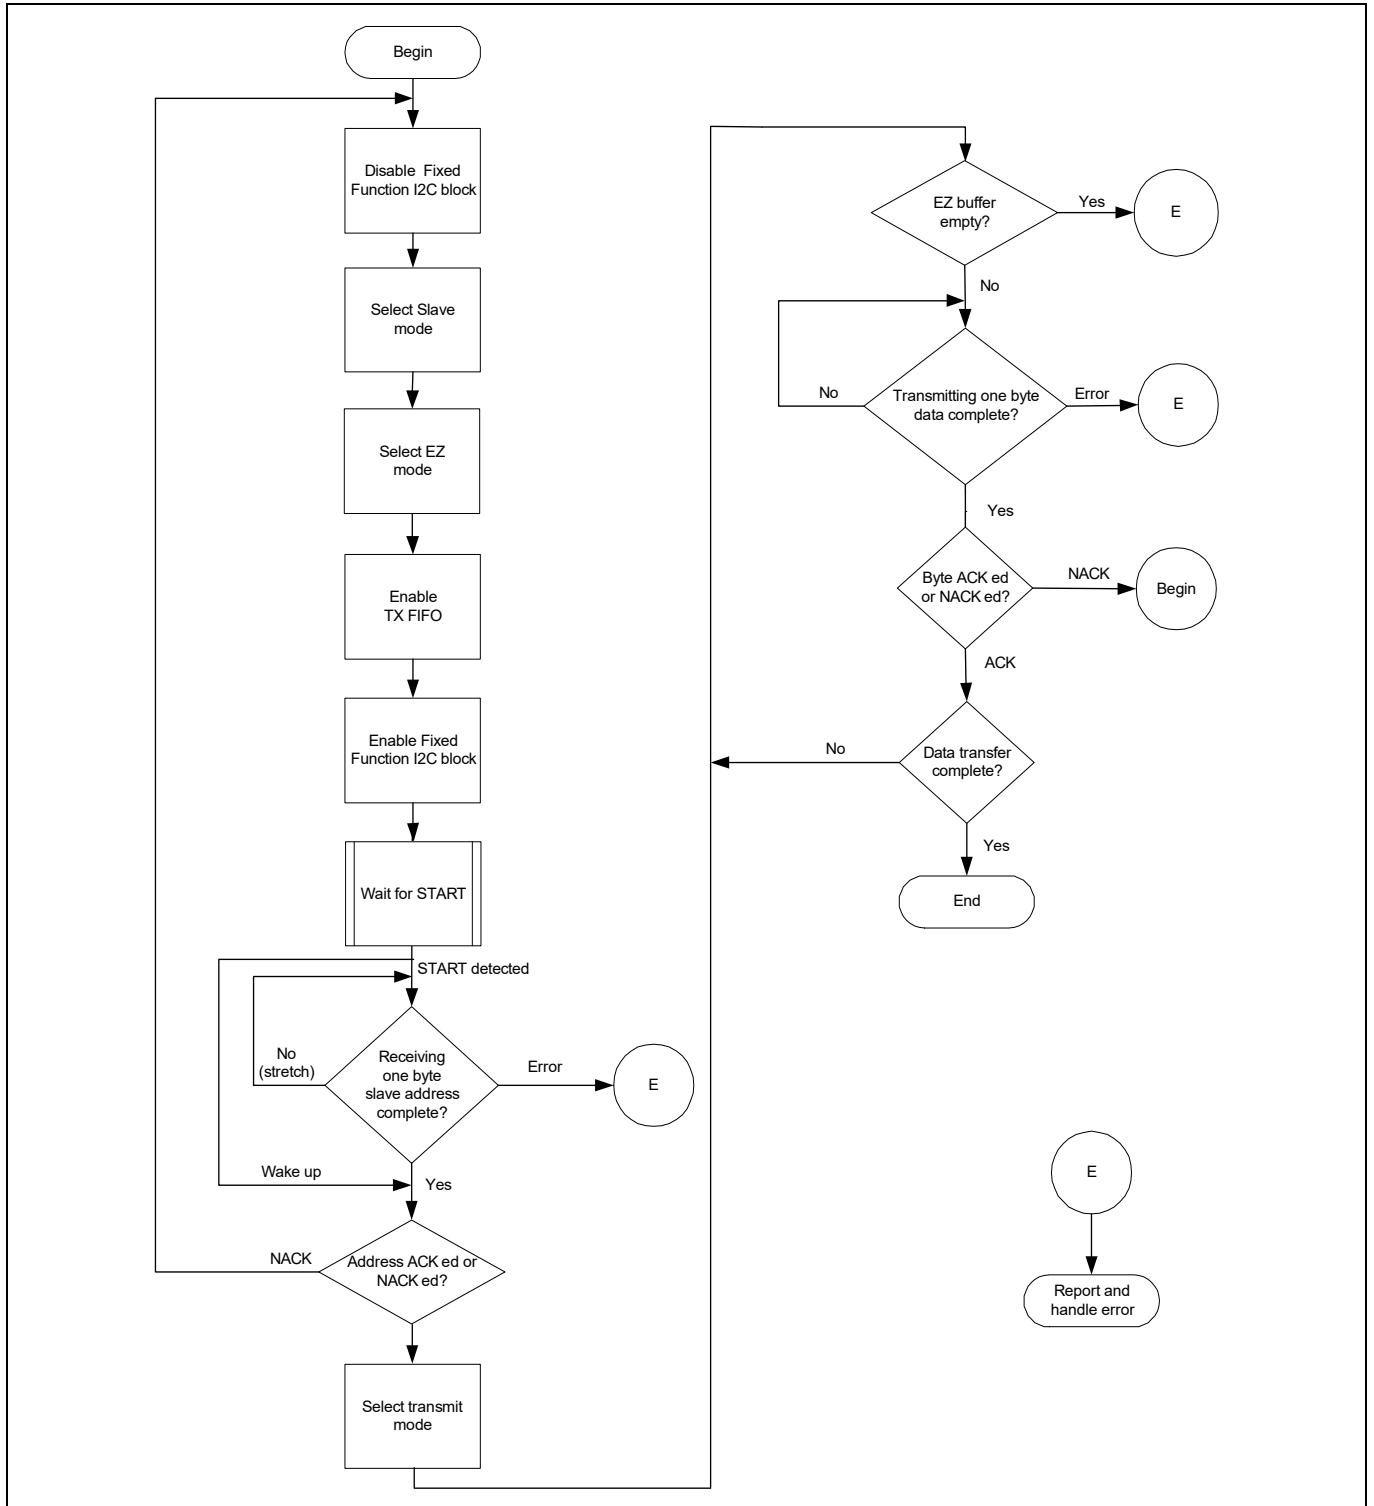 Begin
Disable Fixed
Function I2C block
Select Slave
mode
Select EZ
mode
Enable
TX FIFO
Enable Fixed
Function I2C block
Wait for START
START detected
No
(stretch)
Receiving
one byte
slave address
complete?
Error
E
Wake up
Yes
NACK
Address ACK ed or
NACK ed?
Select transmit
mode
EZ buffer
empty?
Yes
E
No
No
Transmitting one byte
data complete?
Error
E
Yes
Byte ACK ed
or NACK ed?
NACK
Begin
ACK
No
Data transfer
complete?
Yes
End
E
Report and
handle error